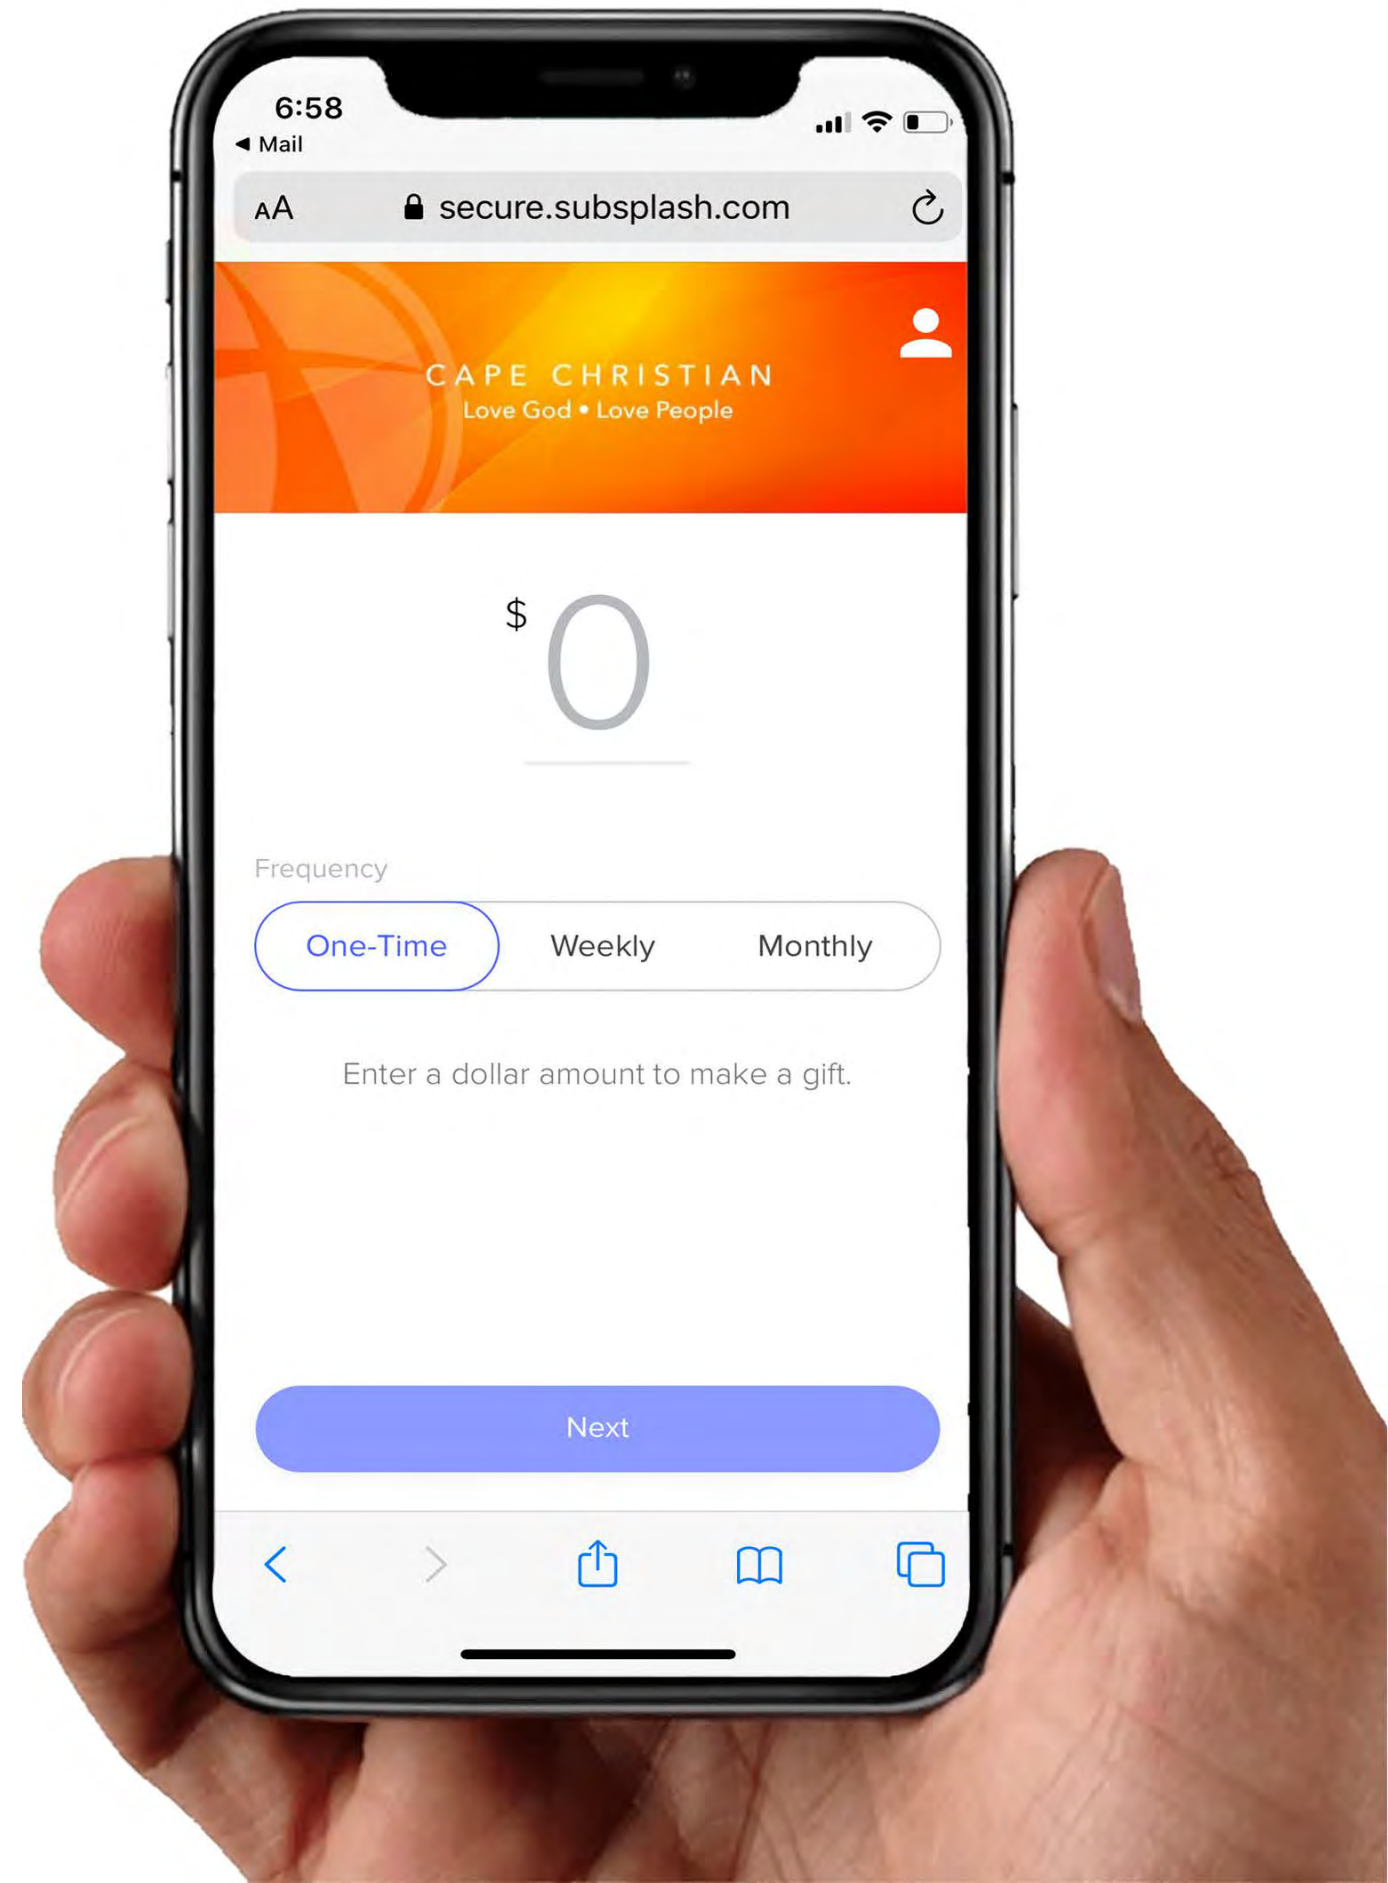 6:58
◀ Mail
AA secure.subsplash.com
CAPE CHRISTIAN
Love God • Love People
$ 0
Frequency
One-Time Weekly Monthly
Enter a dollar amount to make a gift.
Next